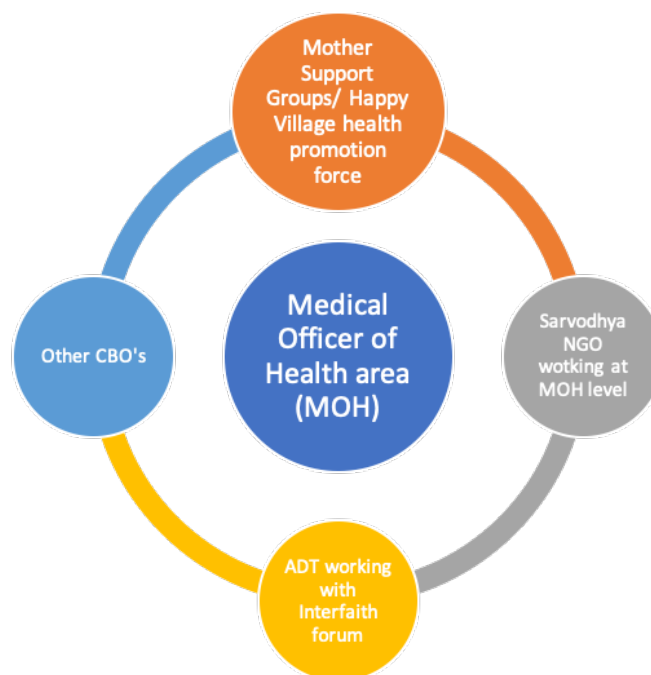 Mother
Support
Groups/ Happy
Village health
promotion
force
Medical
Officer of
Health area
(MOH)
Other CBO's
Sarvodhya
NGO
wotking at
MOH level
ADT working
with
Interfaith
forum